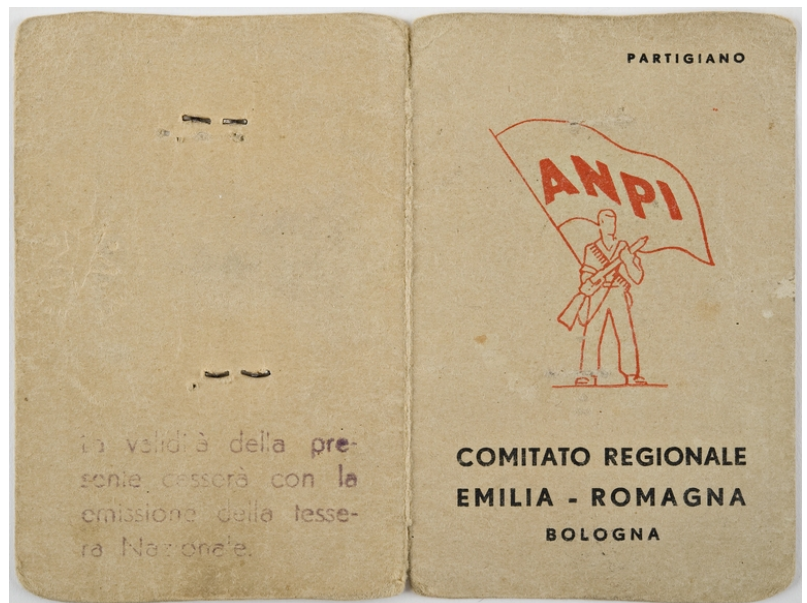 La validità della pre-
sente cesserà con la
emissione della tesse-
ra Nazionale.
PARTIGIANO
ANPI
COMITATO REGIONALE
EMILIA - ROMAGNA
BOLOGNA